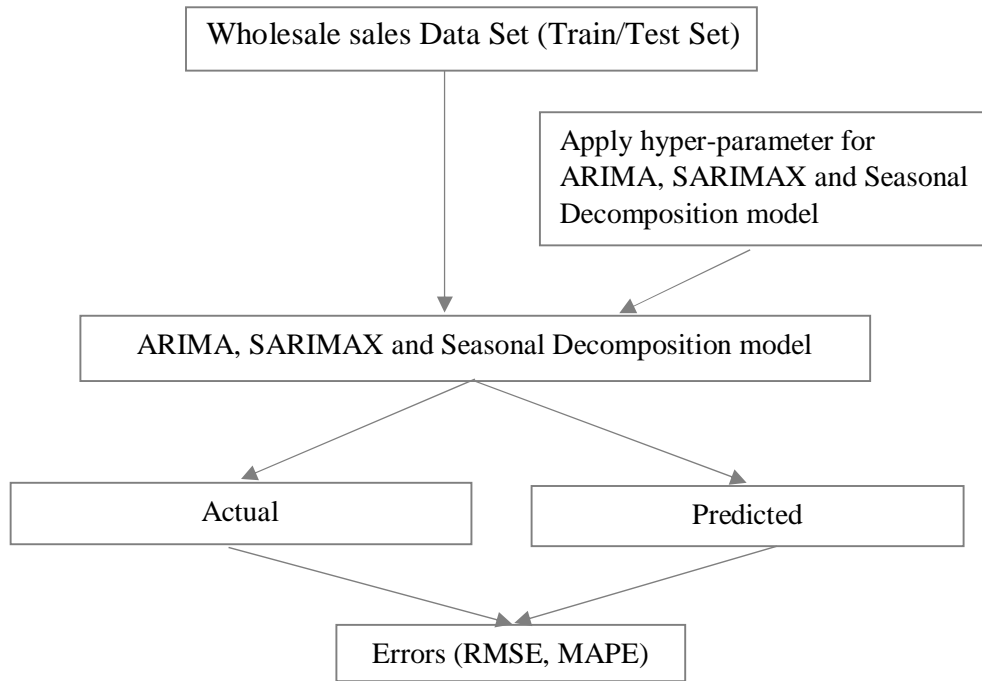 Wholesale sales Data Set (Train/Test Set)
Apply hyper-parameter for
ARIMA, SARIMAX and Seasonal
Decomposition model
ARIMA, SARIMAX and Seasonal Decomposition model
Actual
Predicted
Errors (RMSE, MAPE)